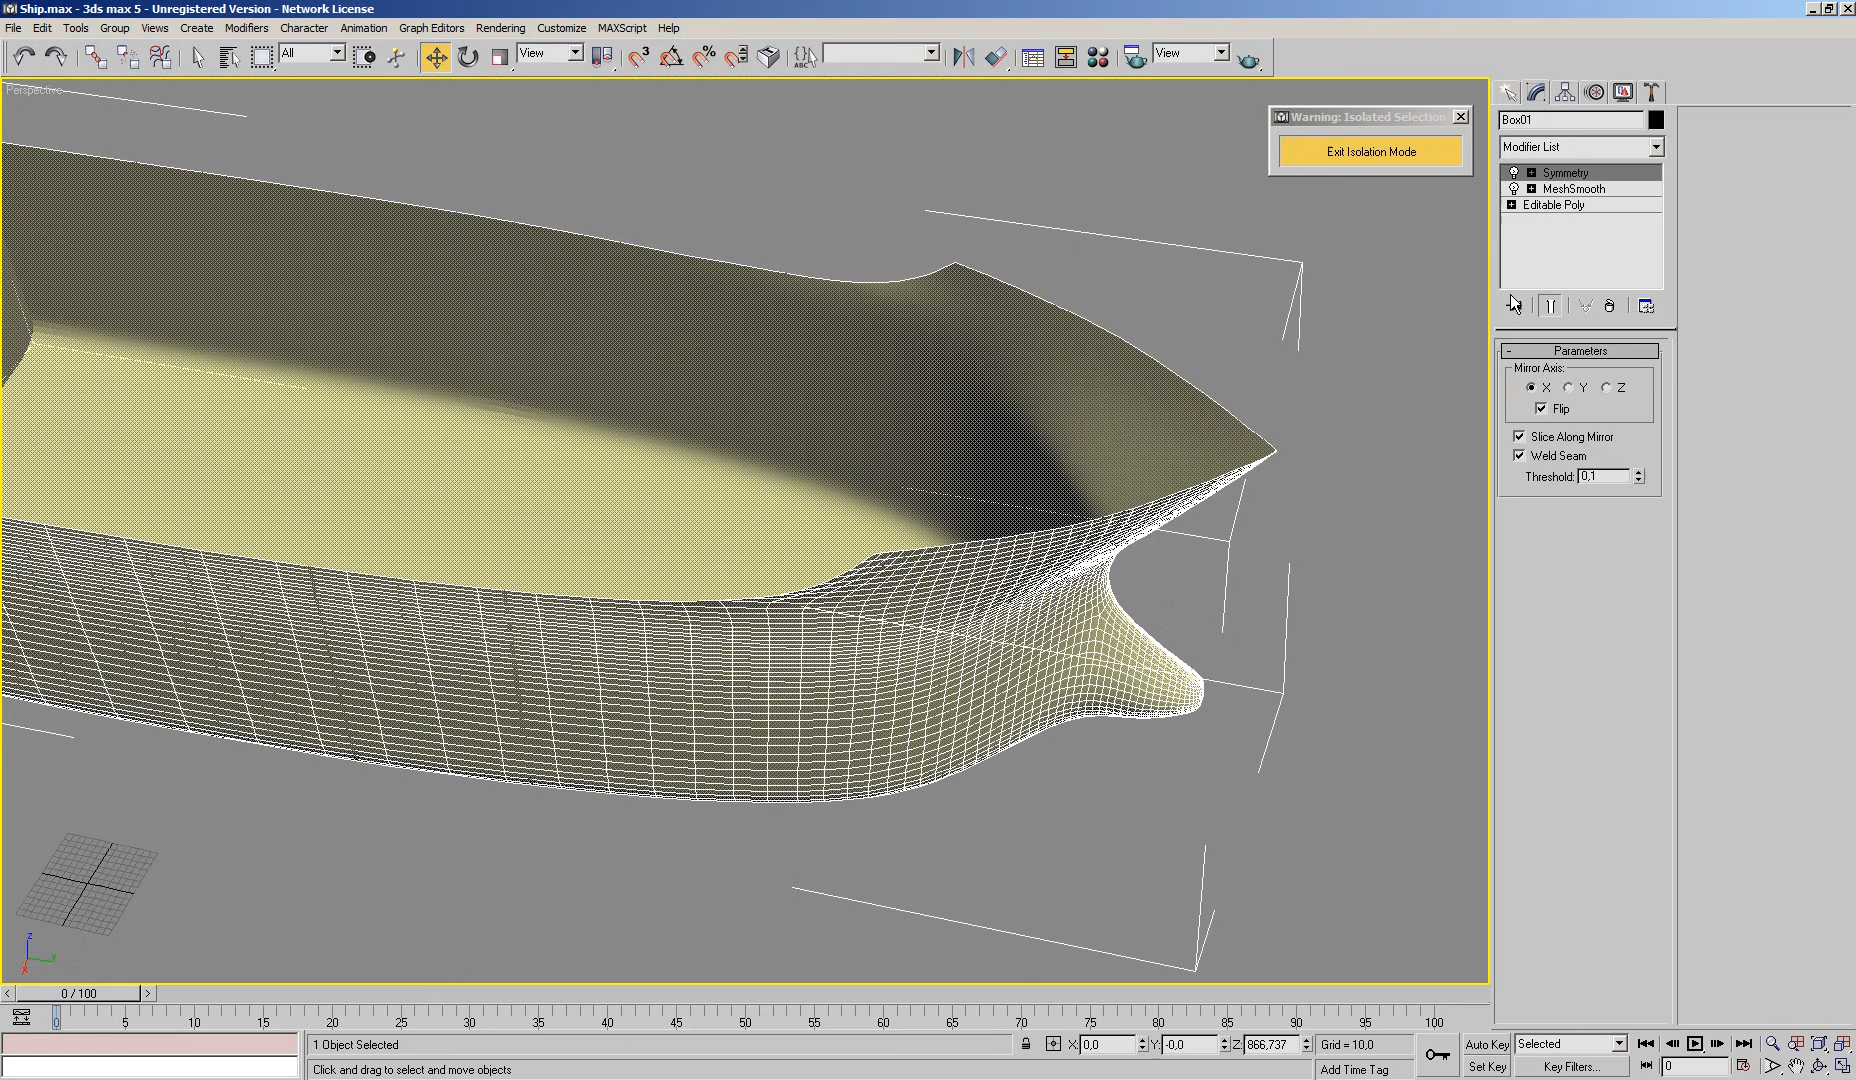 Ship.max - 3ds max 5 - Unregistered Version - Network License
File Edit Tools Group Views Create Modifiers Character Animation Graph Editors Rendering Customize MAXScript Help
All
View
3
%
ABC
View
Perspective
Warning: Isolated Selection
Exit Isolation Mode
Box01
Modifier List
Symmetry
MeshSmooth
Editable Poly
Parameters
Mirror Axis:
X Y Z
Flip
Slice Along Mirror
Weld Seam
Threshold: 0,1
z
y
x
0 / 100
0 5 10 15 20 25 30 35 40 45 50 55 60 65 70 75 80 85 90 95 100
1 Object Selected
X: 0,0 Y: -0,0 Z: 866,737
Grid = 10,0
Auto Key
Selected
Click and drag to select and move objects
Add Time Tag
Set Key
Key Filters...
0